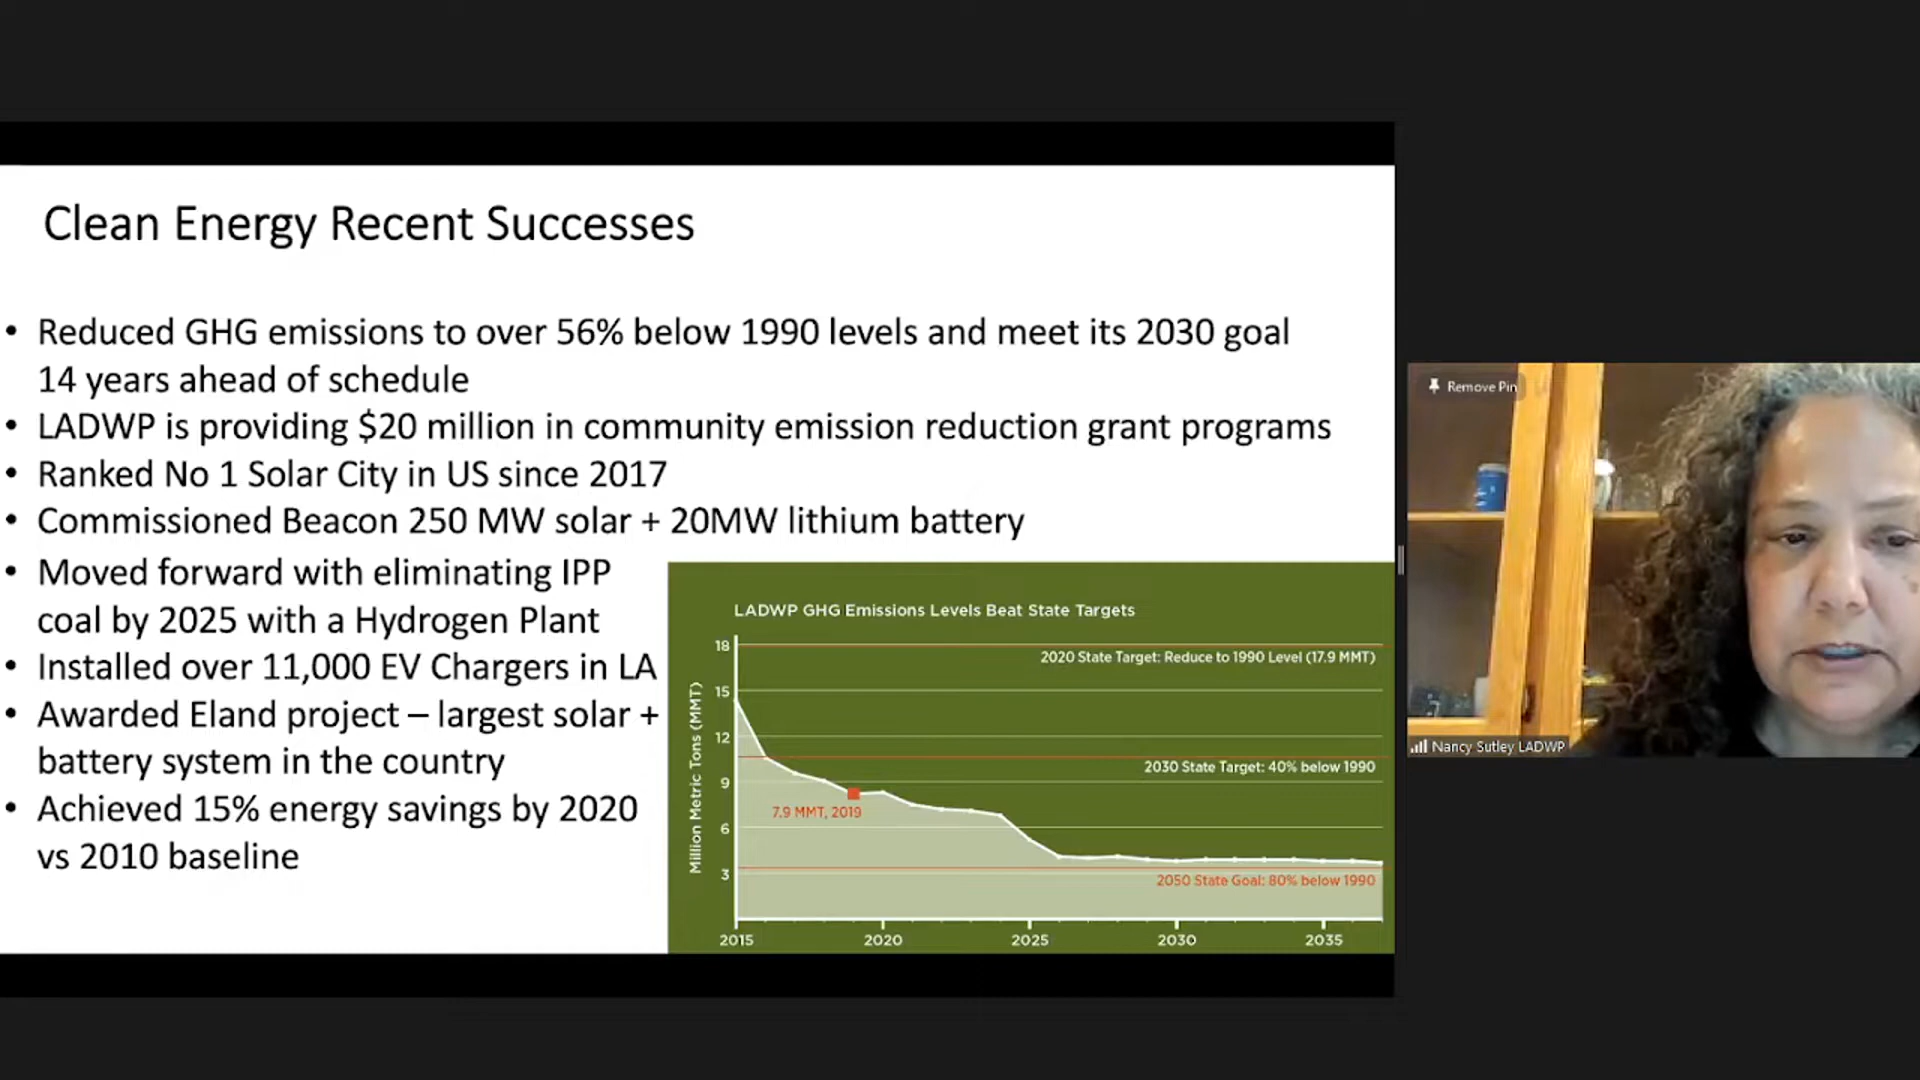 Clean Energy Recent Successes
• Reduced GHG emissions to over 56% below 1990 levels and meet its 2030 goal
14 years ahead of schedule
• LADWP is providing $20 million in community emission reduction grant programs
• Ranked No 1 Solar City in US since 2017
• Commissioned Beacon 250 MW solar + 20MW lithium battery
• Moved forward with eliminating IPP
coal by 2025 with a Hydrogen Plant
• Installed over 11,000 EV Chargers in LA
• Awarded Eland project – largest solar +
battery system in the country
• Achieved 15% energy savings by 2020
vs 2010 baseline
LADWP GHG Emissions Levels Beat State Targets
Million Metric Tons (MMT)
18
15
12
9
6
3
2020 State Target: Reduce to 1990 Level (17.9 MMT)
2030 State Target: 40% below 1990
7.9 MMT, 2019
2050 State Goal: 80% below 1990
2015
2020
2025
2030
2035
Remove Pin
Nancy Sutley LADWP